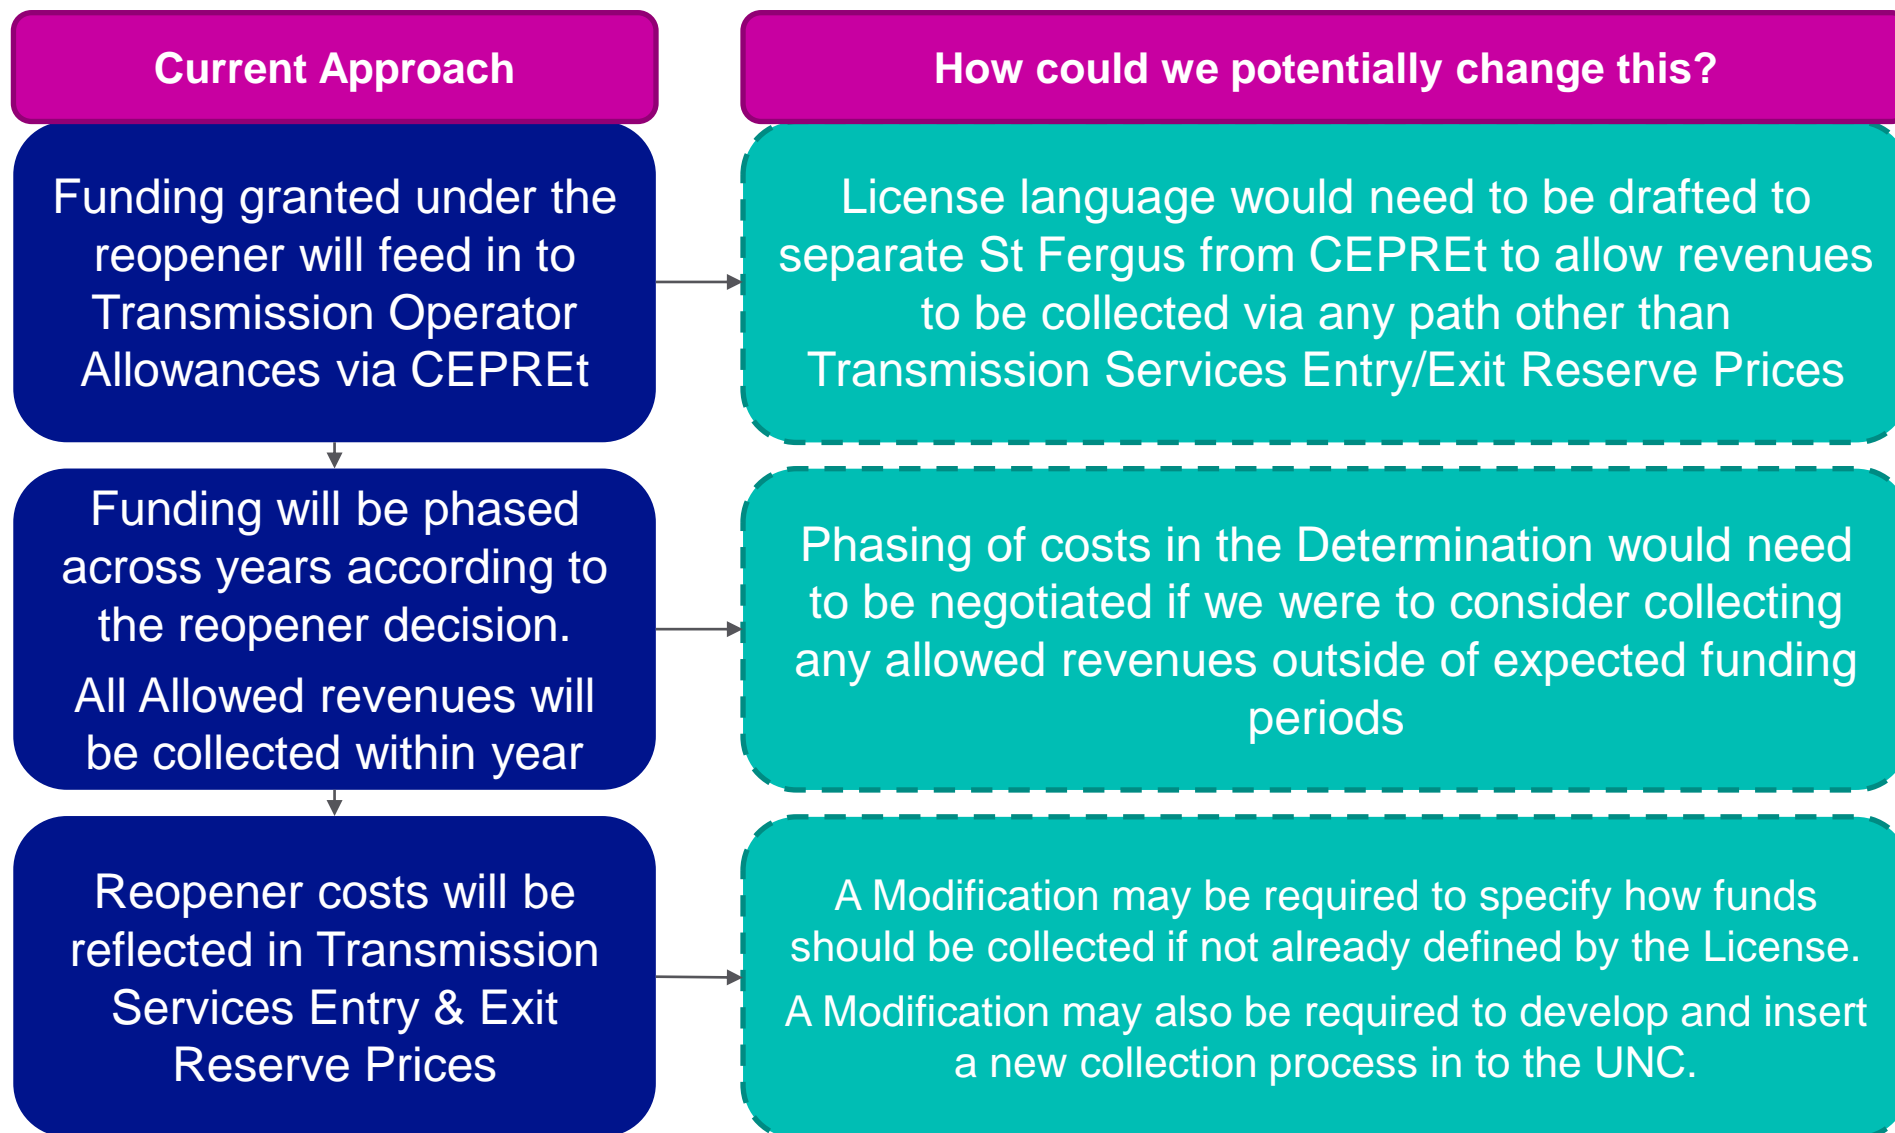 Current Approach
How could we potentially change this?
Funding granted under the
reopener will feed in to
Transmission Operator
Allowances via CEPREt
License language would need to be drafted to
separate St Fergus from CEPREt to allow revenues
to be collected via any path other than
Transmission Services Entry/Exit Reserve Prices
Funding will be phased
across years according to
the reopener decision.
All Allowed revenues will
be collected within year
Phasing of costs in the Determination would need
to be negotiated if we were to consider collecting
any allowed revenues outside of expected funding
periods
Reopener costs will be
reflected in Transmission
Services Entry & Exit
Reserve Prices
A Modification may be required to specify how funds
should be collected if not already defined by the License.
A Modification may also be required to develop and insert
a new collection process in to the UNC.